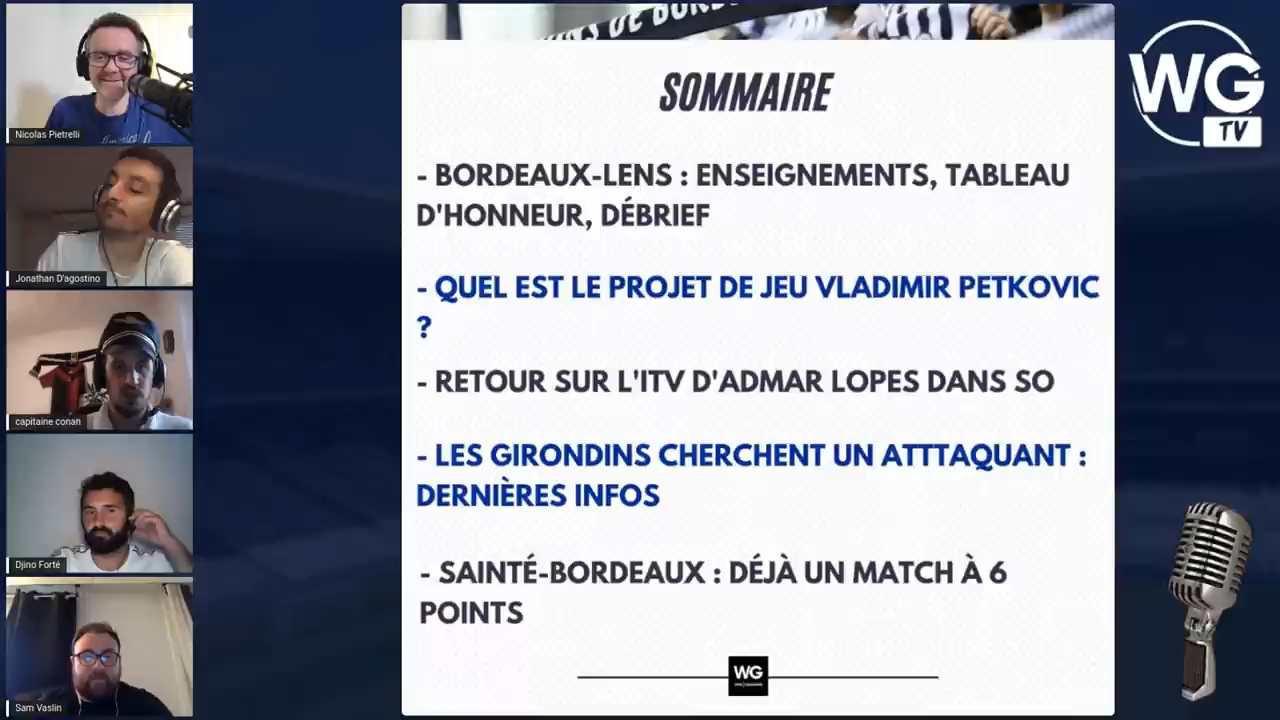 Nicolas Pietrelli
Jonathan D'agostino
capitaine conan
Djino Forté
Sam Vaslin
SOMMAIRE
- BORDEAUX-LENS : ENSEIGNEMENTS, TABLEAU
D'HONNEUR, DÉBRIEF
- QUEL EST LE PROJET DE JEU VLADIMIR PETKOVIC
?
- RETOUR SUR L'ITV D'ADMAR LOPES DANS SO
- LES GIRONDINS CHERCHENT UN ATTTAQUANT :
DERNIÈRES INFOS
- SAINTÉ-BORDEAUX : DÉJÀ UN MATCH À 6
POINTS
WG
WG
TV